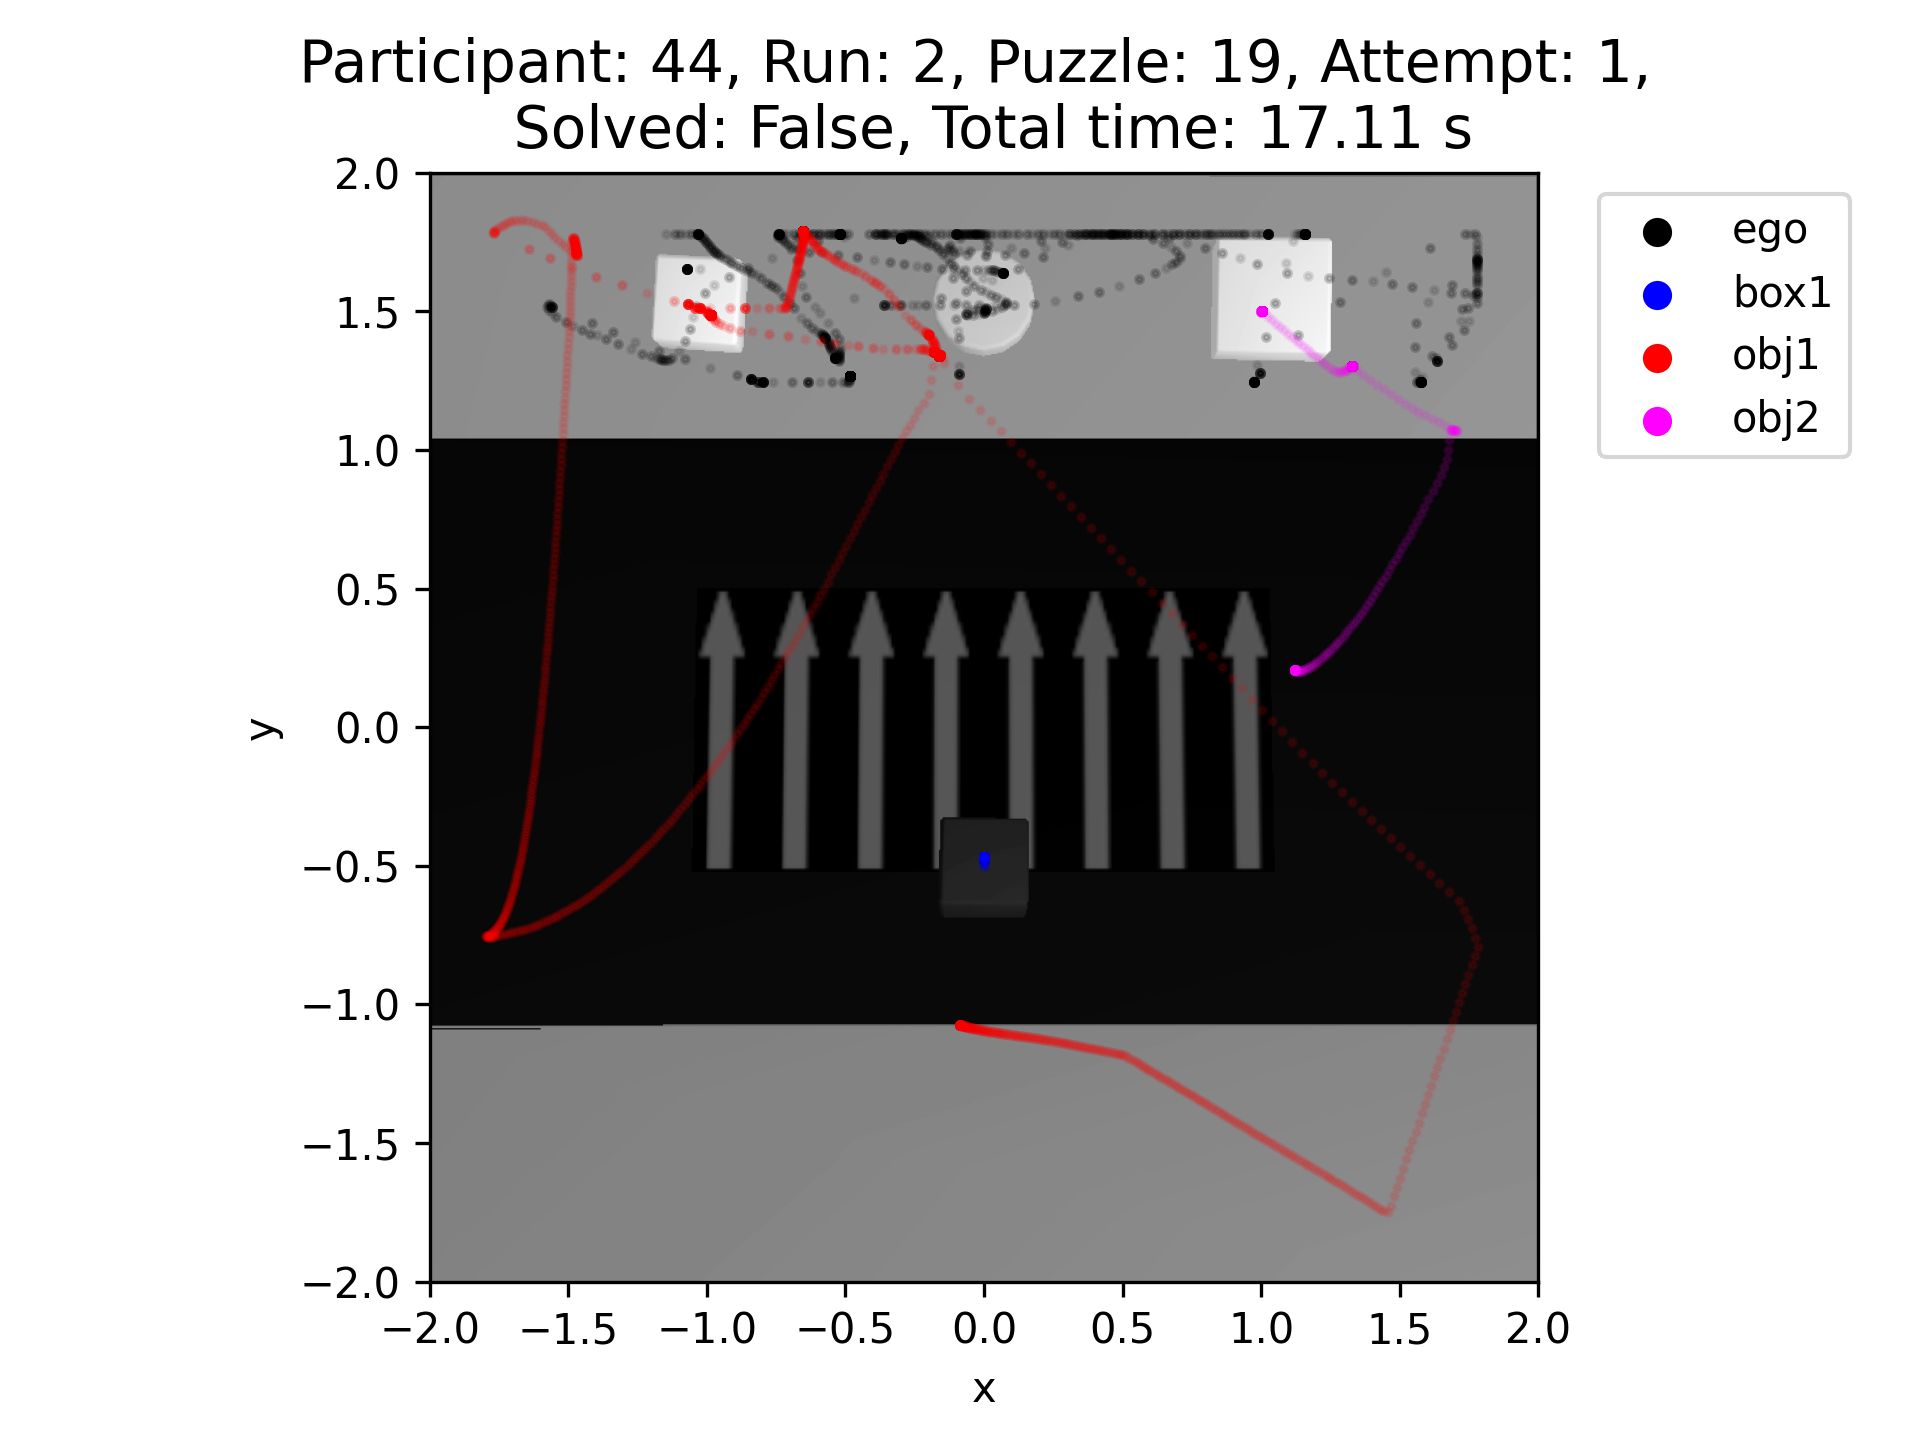 Participant: 44, Run: 2, Puzzle: 19, Attempt: 1,
Solved: False, Total time: 17.11 s
ego
box1
obj1
obj2
2.0
1.5
1.0
0.5
0.0
−0.5
−1.0
−1.5
−2.0
y
−2.0 −1.5 −1.0 −0.5 0.0 0.5 1.0 1.5 2.0
x